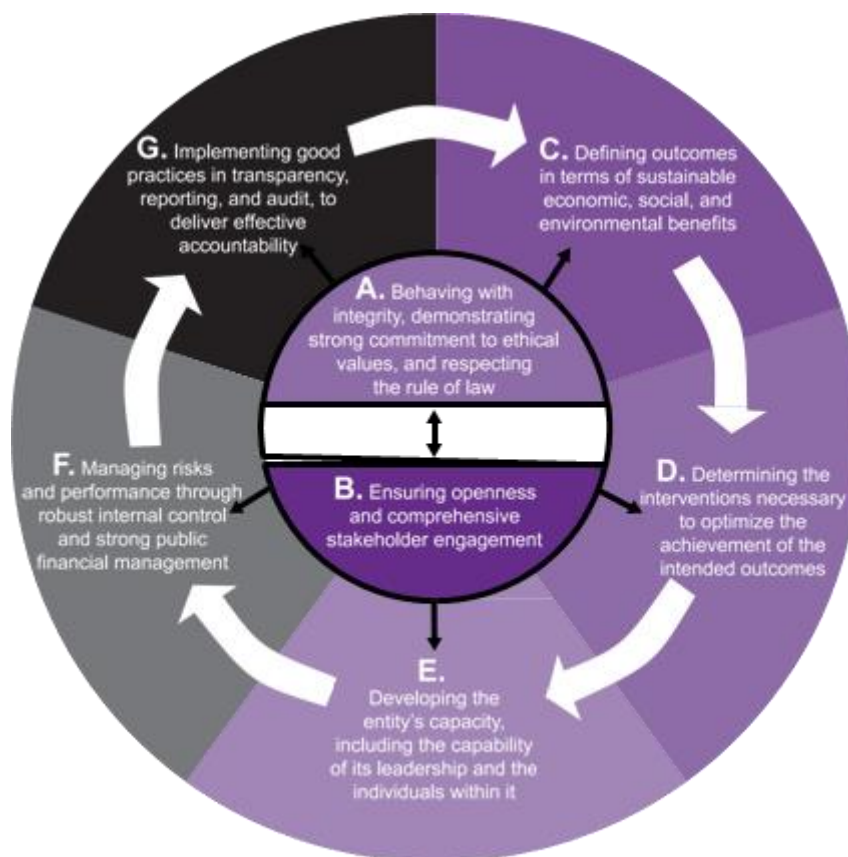 A. Behaving with
integrity, demonstrating
strong commitment to ethical
values, and respecting
the rule of law
B. Ensuring openness
and comprehensive
stakeholder engagement
C. Defining outcomes
in terms of sustainable
economic, social, and
environmental benefits
D. Determining the
interventions necessary
to optimize the
achievement of the
intended outcomes
E.
Developing the
entity's capacity,
including the capability
of its leadership and the
individuals within it
F. Managing risks
and performance through
robust internal control
and strong public
financial management
G. Implementing good
practices in transparency,
reporting, and audit, to
deliver effective
accountability